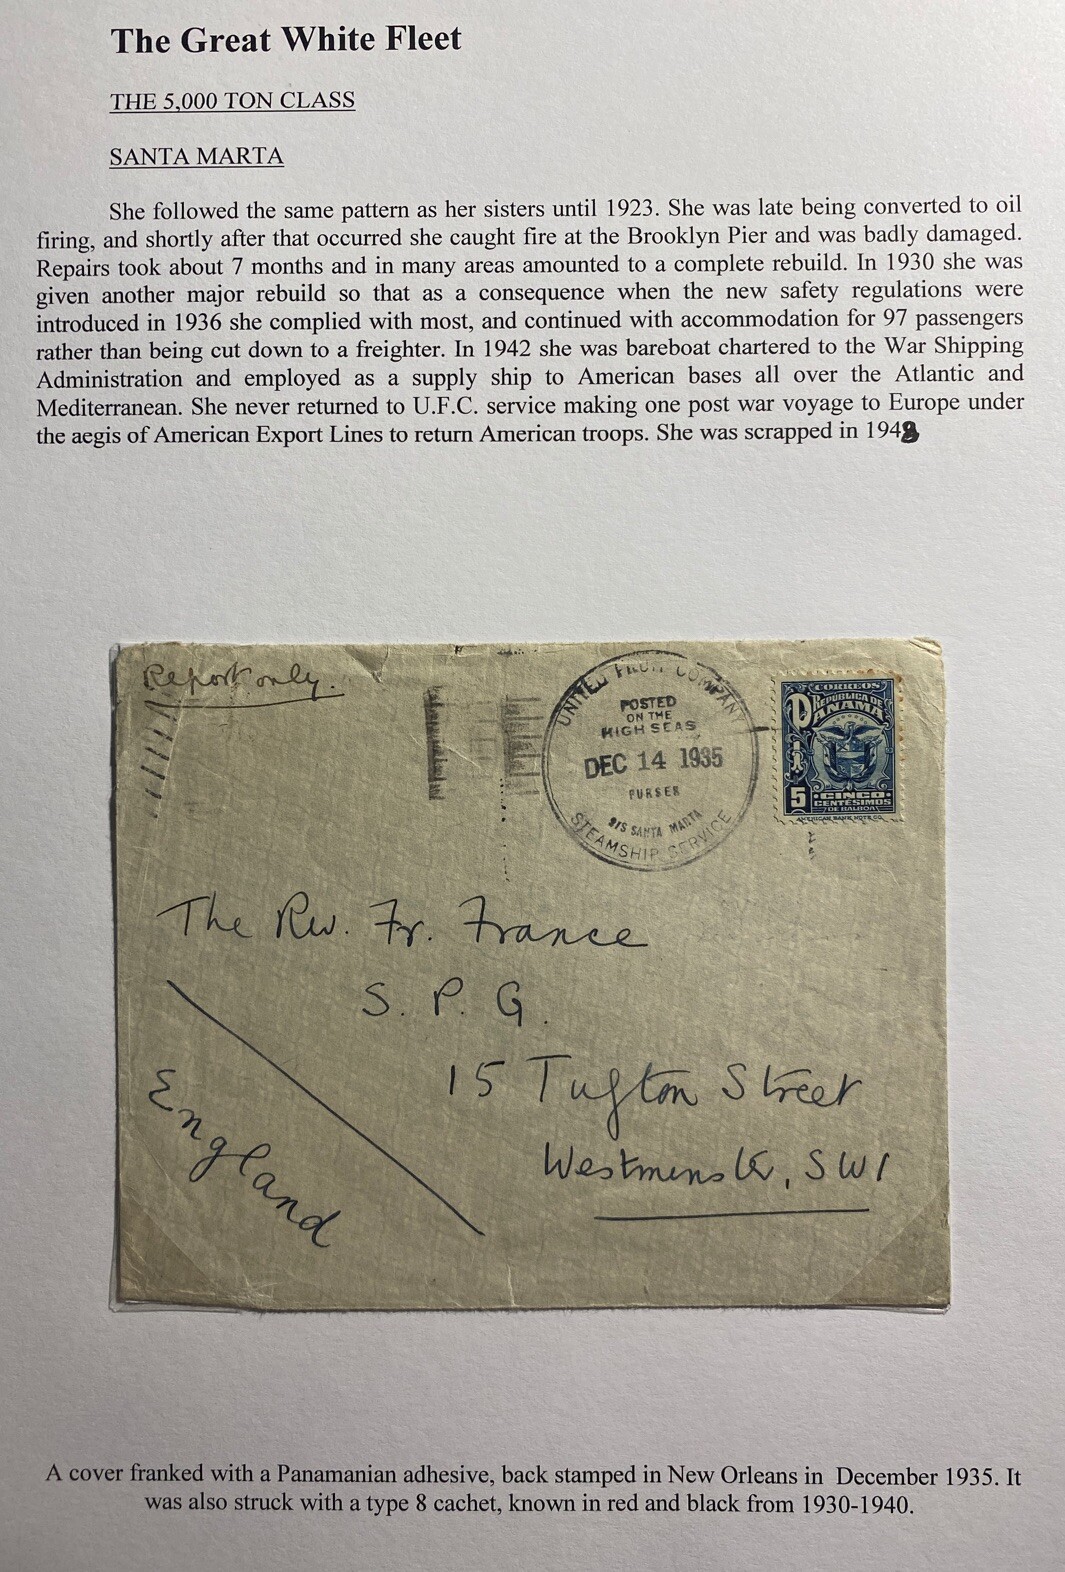 The Great White Fleet
THE 5,000 TON CLASS
SANTA MARTA
She followed the same pattern as her sisters until 1923. She was late being converted to oil
firing, and shortly after that occurred she caught fire at the Brooklyn Pier and was badly damaged.
Repairs took about 7 months and in many areas amounted to a complete rebuild. In 1930 she was
given another major rebuild so that as a consequence when the new safety regulations were
introduced in 1936 she complied with most, and continued with accommodation for 97 passengers
rather than being cut down to a freighter. In 1942 she was bareboat chartered to the War Shipping
Administration and employed as a supply ship to American bases all over the Atlantic and
Mediterranean. She never returned to U.F.C. service making one post war voyage to Europe under
the aegis of American Export Lines to return American troops. She was scrapped in 1948
Report only.
UNITED FRUIT COMPANY
POSTED
ON THE
HIGH SEAS
DEC 14 1935
PURSER
S/S SANTA MARTA
STEAMSHIP SERVICE
CORREOS
REPUBLICA DE
PANAMA
5 CINCO
CENTESIMOS
DE BALBOA
AMERICAN BANK NOTE CO.
The Rev. Fr. France
S. P. G.
15 Tufton Street
Westminster, SW1
England
A cover franked with a Panamanian adhesive, back stamped in New Orleans in December 1935. It
was also struck with a type 8 cachet, known in red and black from 1930-1940.